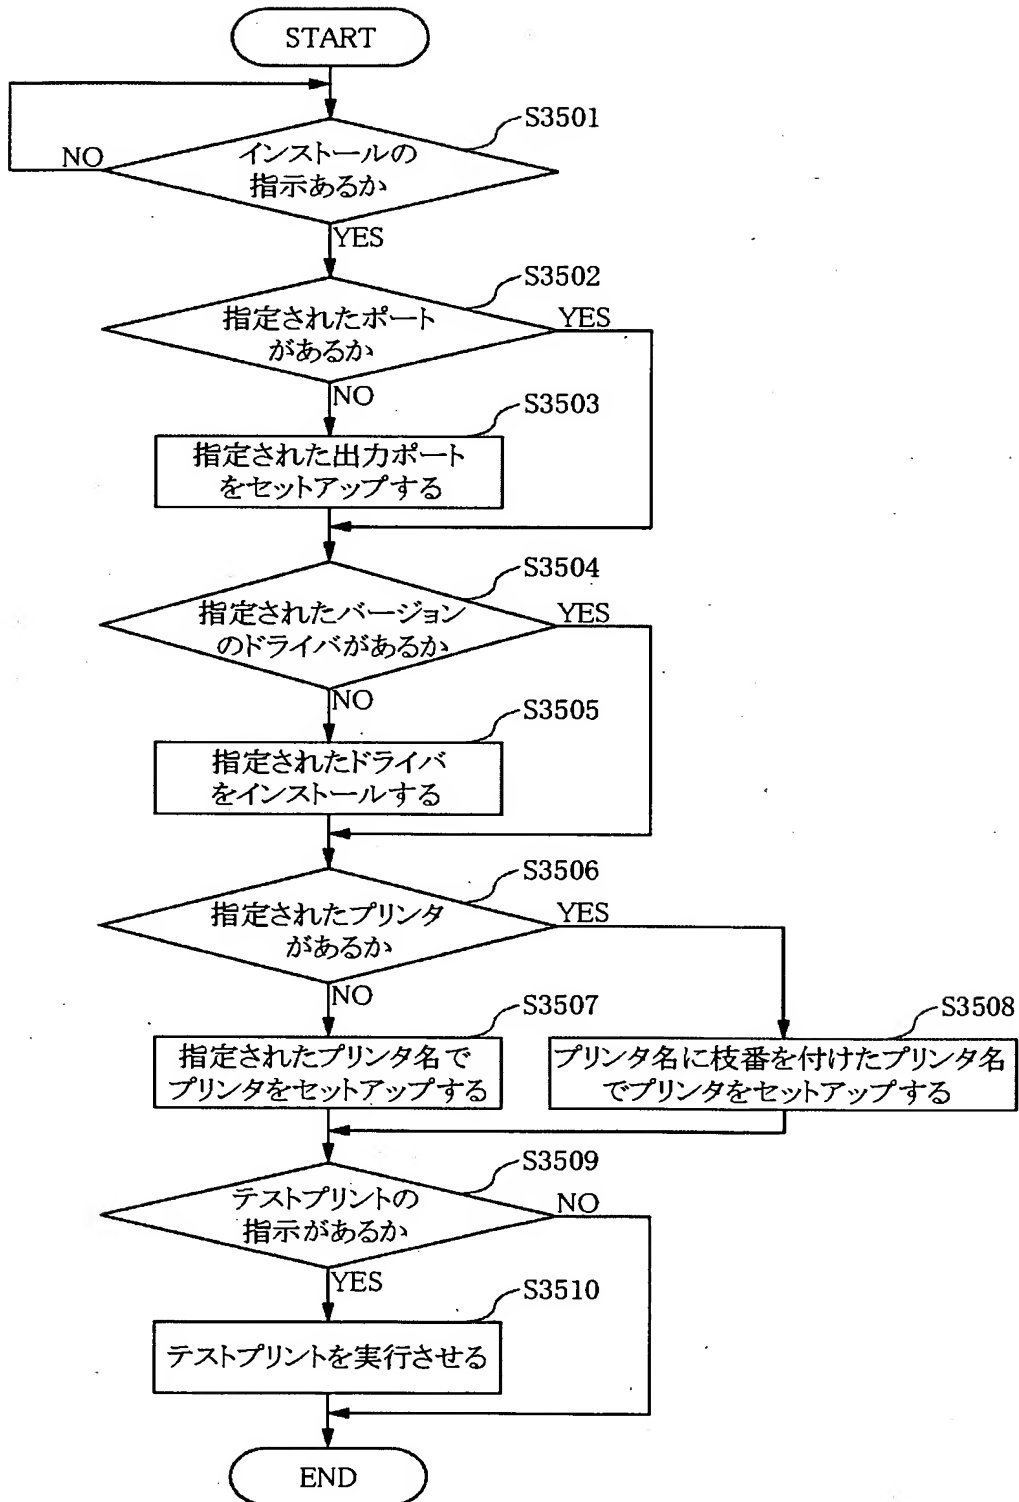 START
S3501
インストールの
指示あるか
NO
YES
S3502
指定されたポート
があるか
YES
NO
S3503
指定された出力ポート
をセットアップする
S3504
指定されたバージョン
のドライバがあるか
YES
NO
S3505
指定されたドライバ
をインストールする
S3506
指定されたプリンタ
があるか
YES
NO
S3507
指定されたプリンタ名で
プリンタをセットアップする
S3508
プリンタ名に枝番を付けたプリンタ名
でプリンタをセットアップする
S3509
テストプリントの
指示があるか
NO
YES
S3510
テストプリントを実行させる
END